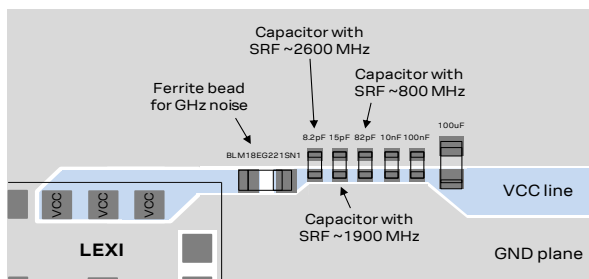 Capacitor with
SRF ~2600 MHz
Capacitor with
SRF ~800 MHz
Ferrite bead
for GHz noise
8.2pF 15pF 82pF 10nF 100nF
100uF
BLM18EG221SN1
VCC
VCC
VCC
VCC line
Capacitor with
SRF ~1900 MHz
LEXI
GND plane